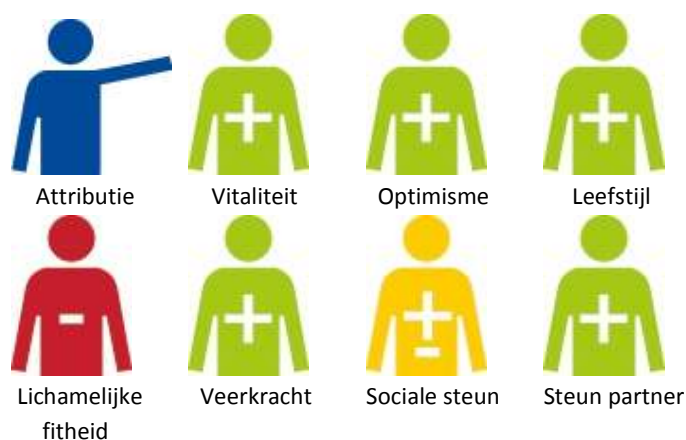 Attributie Vitaliteit Optimisme Leefstijl
Lichamelijke Veerkracht Sociale steun Steun partner
fitheid